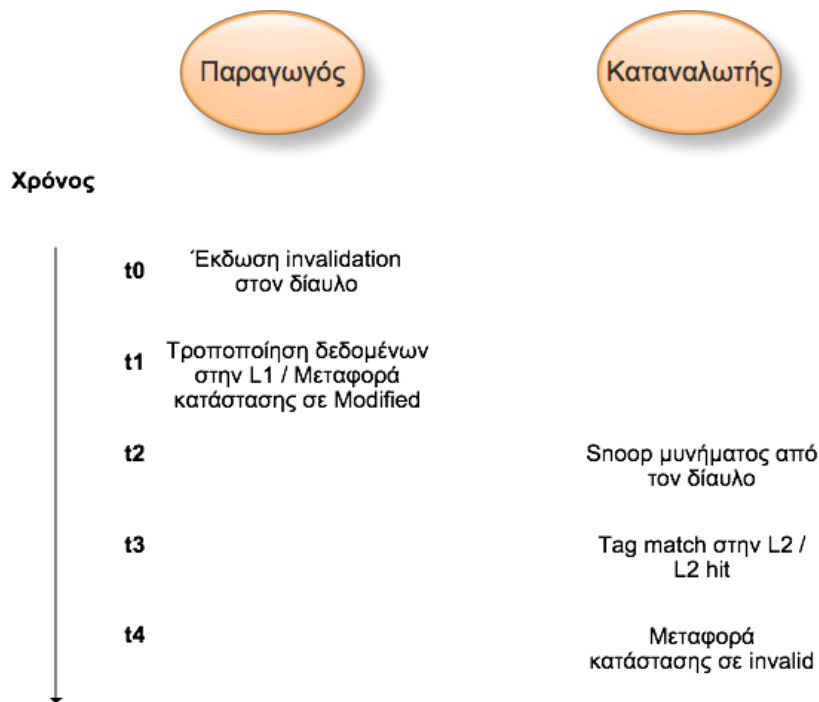 Παραγωγός
Καταναλωτής
Χρόνος
t0
Έκδωση invalidation
στον δίαυλο
t1
Τροποποίηση δεδομένων
στην L1 / Μεταφορά
κατάστασης σε Modified
t2
Snoop μυνήματος από
τον δίαυλο
t3
Tag match στην L2 /
L2 hit
t4
Μεταφορά
κατάστασης σε invalid